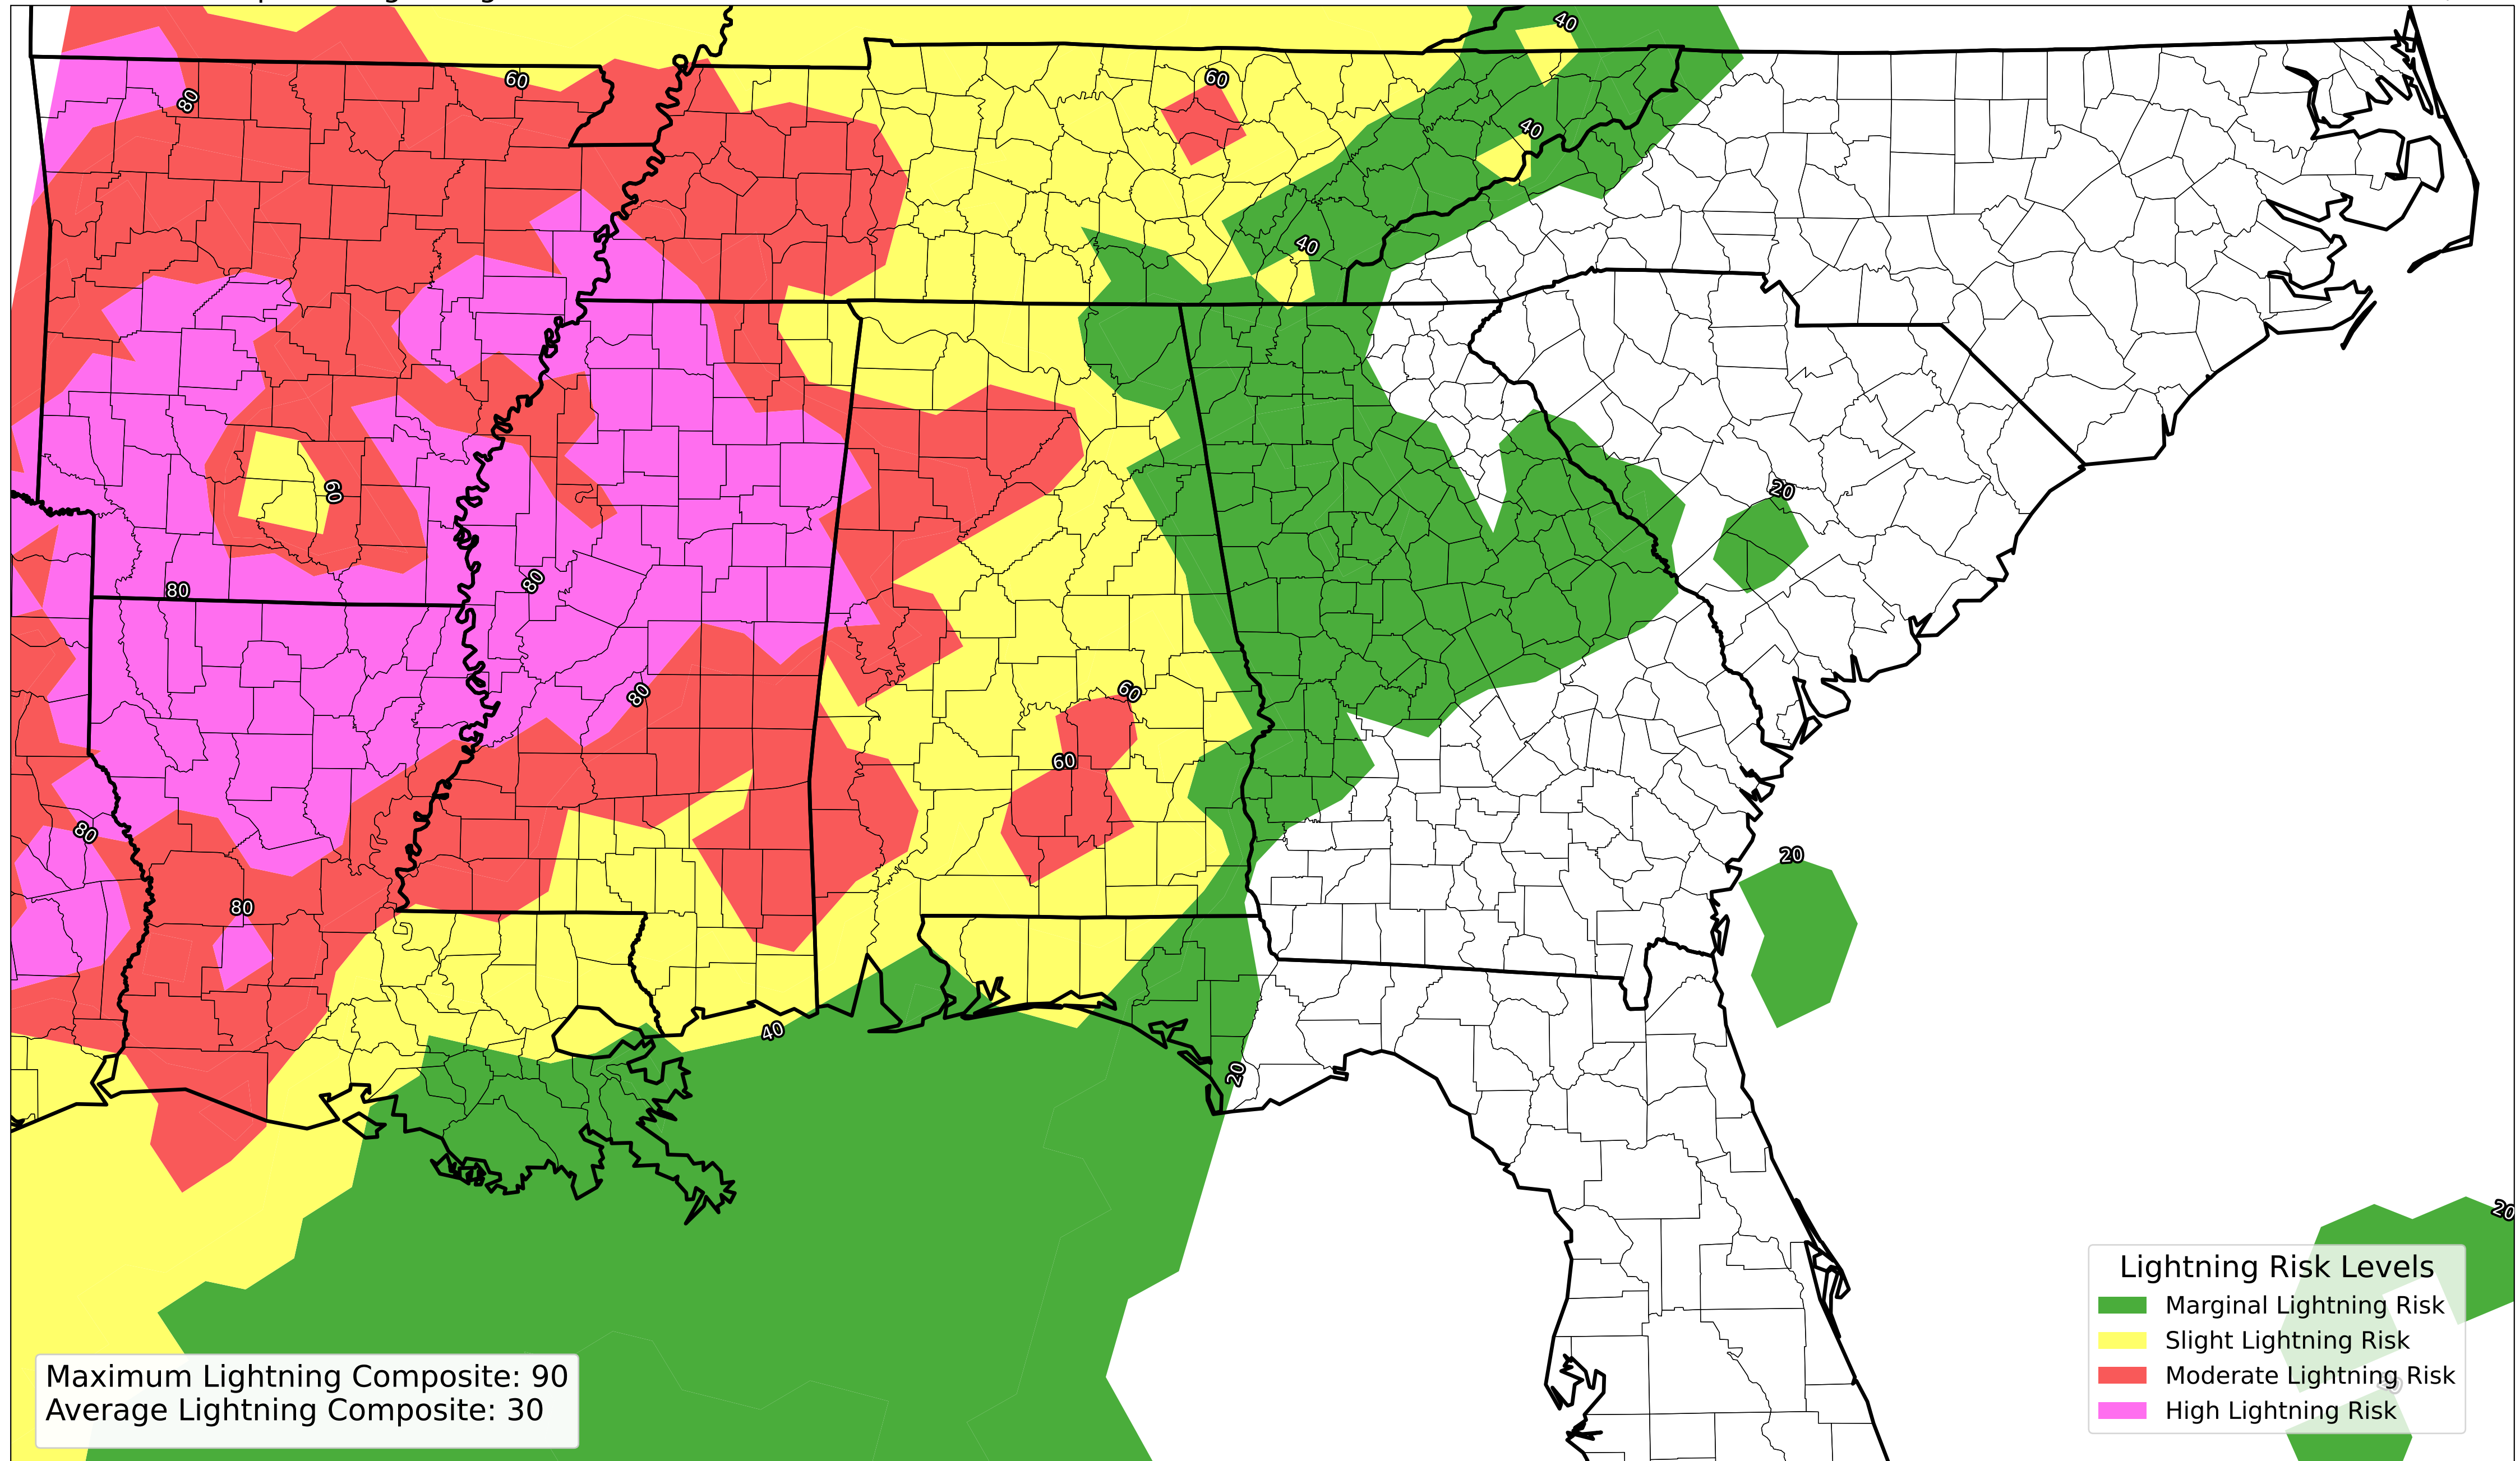 40
60
60
80
40
40
60
20
80
80
80
60
60
80
20
80
40
20
20
Lightning Risk Levels
Marginal Lightning Risk
Slight Lightning Risk
Moderate Lightning Risk
High Lightning Risk
Maximum Lightning Composite: 90
Average Lightning Composite: 30